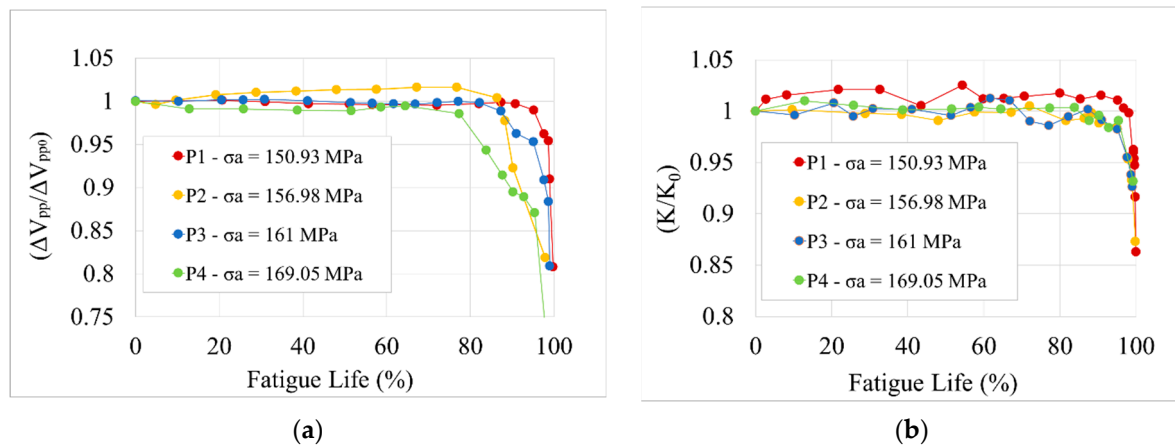 (ΔVpp/ΔVpp0)
1.05
1
0.95
0.9
0.85
0.8
0.75
P1 - σa = 150.93 MPa
P2 - σa = 156.98 MPa
P3 - σa = 161 MPa
P4 - σa = 169.05 MPa
0 20 40 60 80 100
Fatigue Life (%)
(a)
(K/K0)
1.05
1
0.95
0.9
0.85
0.8
P1 - σa = 150.93 MPa
P2 - σa = 156.98 MPa
P3 - σa = 161 MPa
P4 - σa = 169.05 MPa
0 20 40 60 80 100
Fatigue Life (%)
(b)